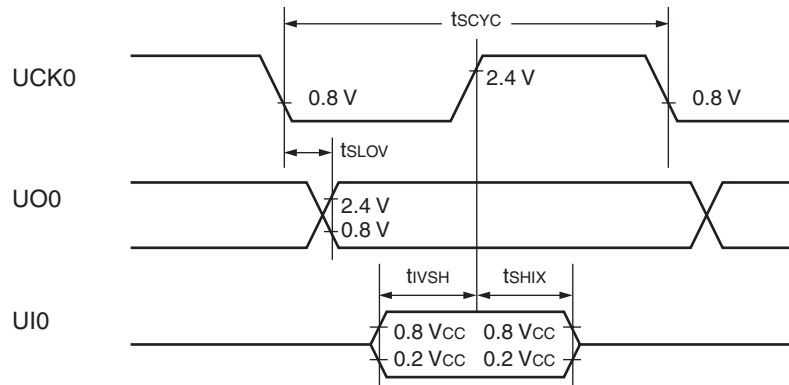 tSCYC
UCK0
0.8 V
2.4 V
0.8 V
tSLOV
UO0
2.4 V
0.8 V
tIVSH tSHIX
UI0
0.8 VCC 0.8 VCC
0.2 VCC 0.2 VCC